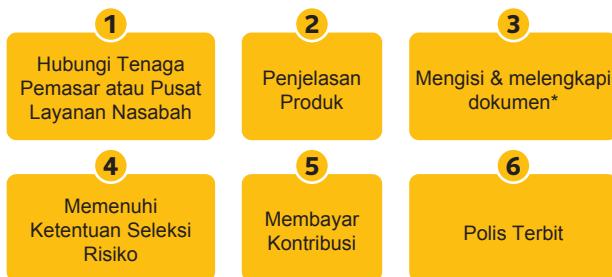 1
Hubungi Tenaga
Pemasar atau Pusat
Layanan Nasabah
2
Penjelasan
Produk
3
Mengisi & melengkapi
dokumen*
4
Memenuhi
Ketentuan Seleksi
Risiko
5
Membayar
Kontribusi
6
Polis Terbit